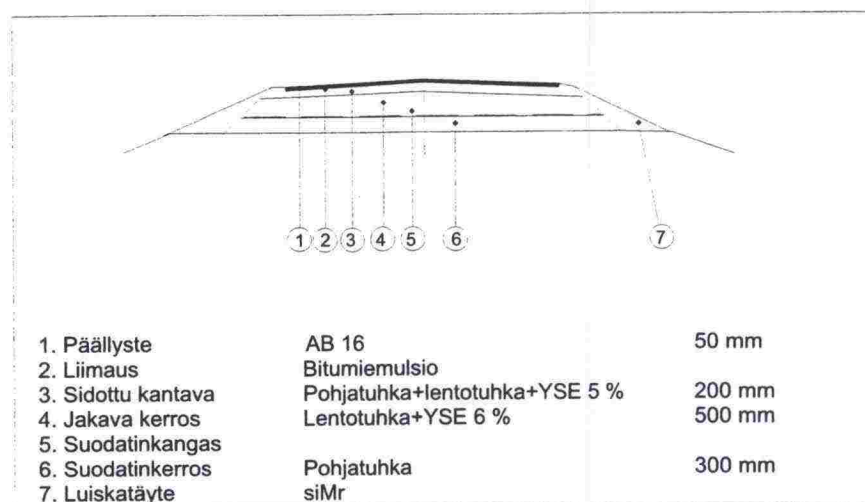 1 2 3 4 5 6 7
1. Päällyste AB 16 50 mm
2. Liimaus Bitumiemulsio
3. Sidottu kantava Pohjatuhka+lentotuhka+YSE 5 % 200 mm
4. Jakava kerros Lentotuhka+YSE 6 % 500 mm
5. Suodatinkangas
6. Suodatinkerros Pohjatuhka 300 mm
7. Luiskatäyte siMr